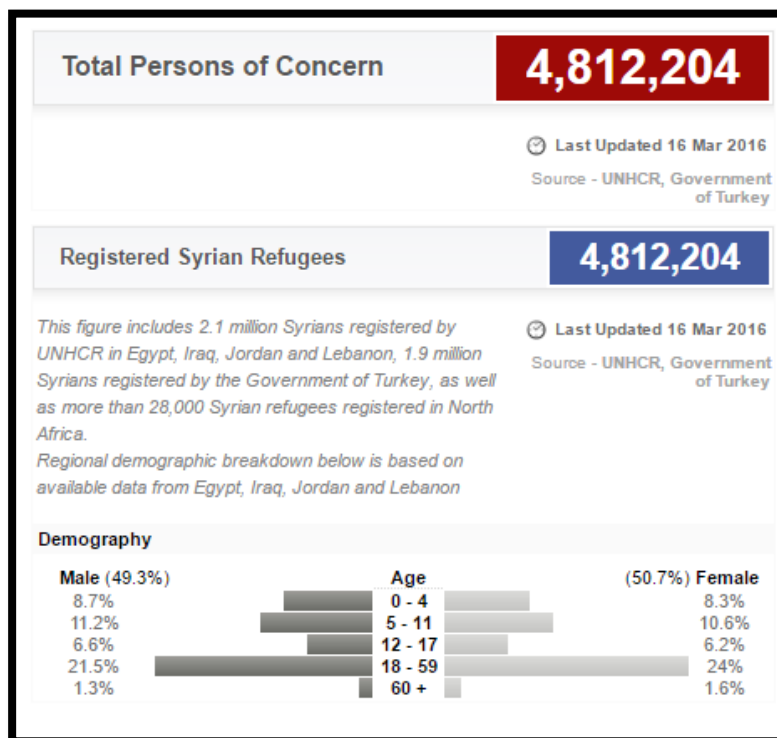 Total Persons of Concern
4,812,204
Last Updated 16 Mar 2016
Source - UNHCR, Government
of Turkey
Registered Syrian Refugees
4,812,204
This figure includes 2.1 million Syrians registered by
UNHCR in Egypt, Iraq, Jordan and Lebanon, 1.9 million
Syrians registered by the Government of Turkey, as well
as more than 28,000 Syrian refugees registered in North
Africa.
Regional demographic breakdown below is based on
available data from Egypt, Iraq, Jordan and Lebanon
Last Updated 16 Mar 2016
Source - UNHCR, Government
of Turkey
Demography
Male (49.3%) Age (50.7%) Female
8.7% 0 - 4 8.3%
11.2% 5 - 11 10.6%
6.6% 12 - 17 6.2%
21.5% 18 - 59 24%
1.3% 60 + 1.6%